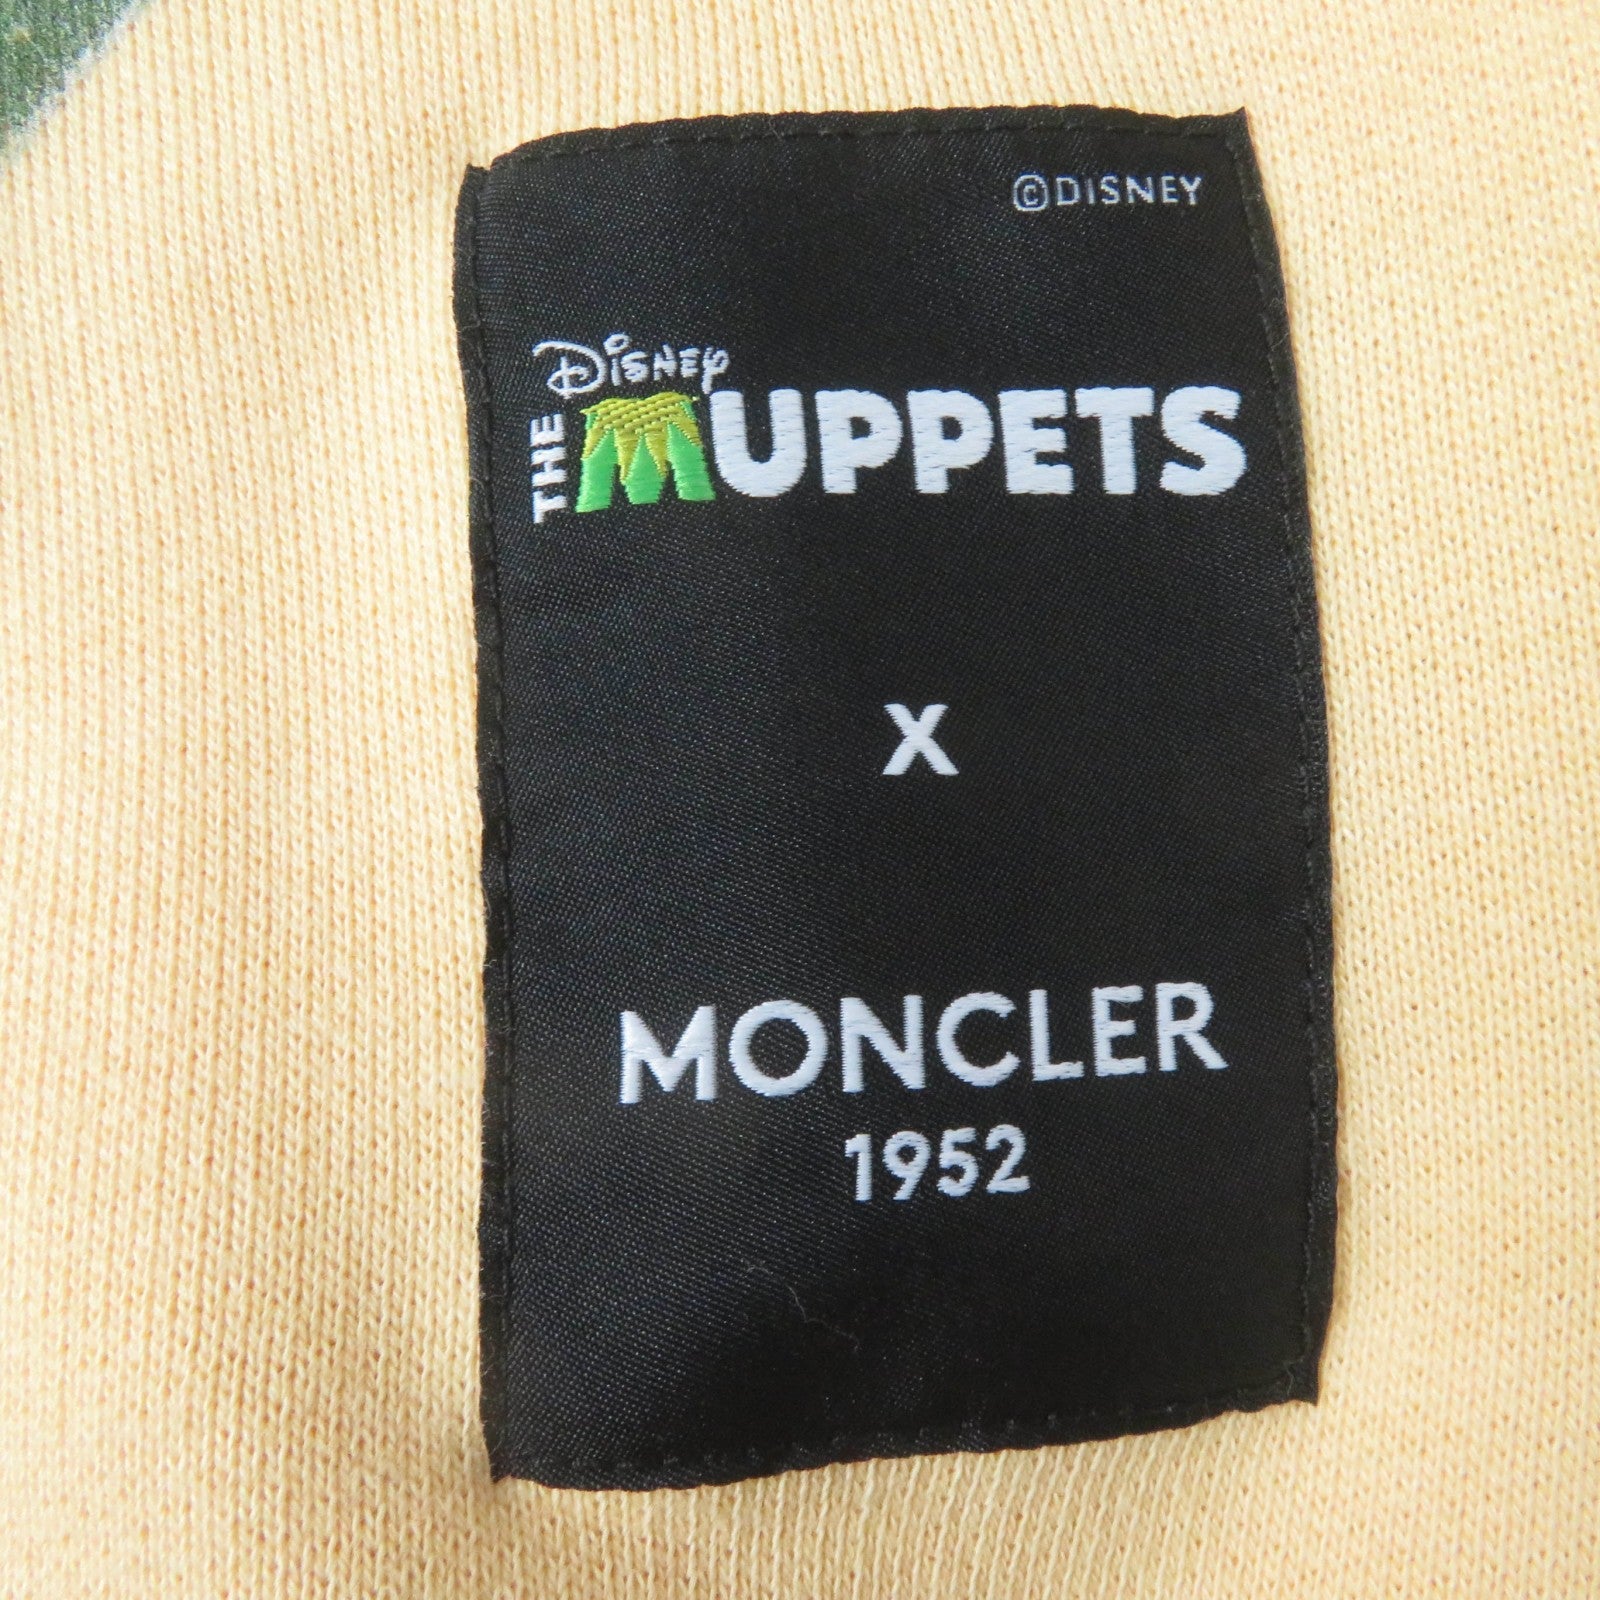 ©DISNEY
Disney
THE MUPPETS
X
MONCLER
1952